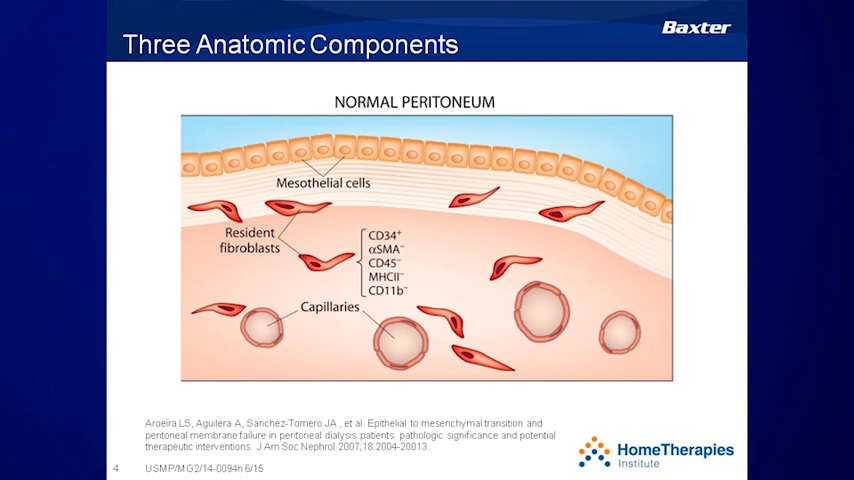 Three Anatomic Components
Baxter
NORMAL PERITONEUM
Mesothelial cells
Resident
fibroblasts
CD34⁺
αSMA⁻
CD45⁻
MHCII⁻
CD11b⁻
Capillaries
Aroeira LS, Aguilera A, Sanchez-Tomero JA , et al. Epithelial to mesenchymal transition and
peritoneal membrane failure in peritoneal dialysis patients: pathologic significance and potential
therapeutic interventions. J Am Soc Nephrol 2007;18:2004-20013.
HomeTherapies
Institute
4 USMP/MG2/14-0094h 6/15